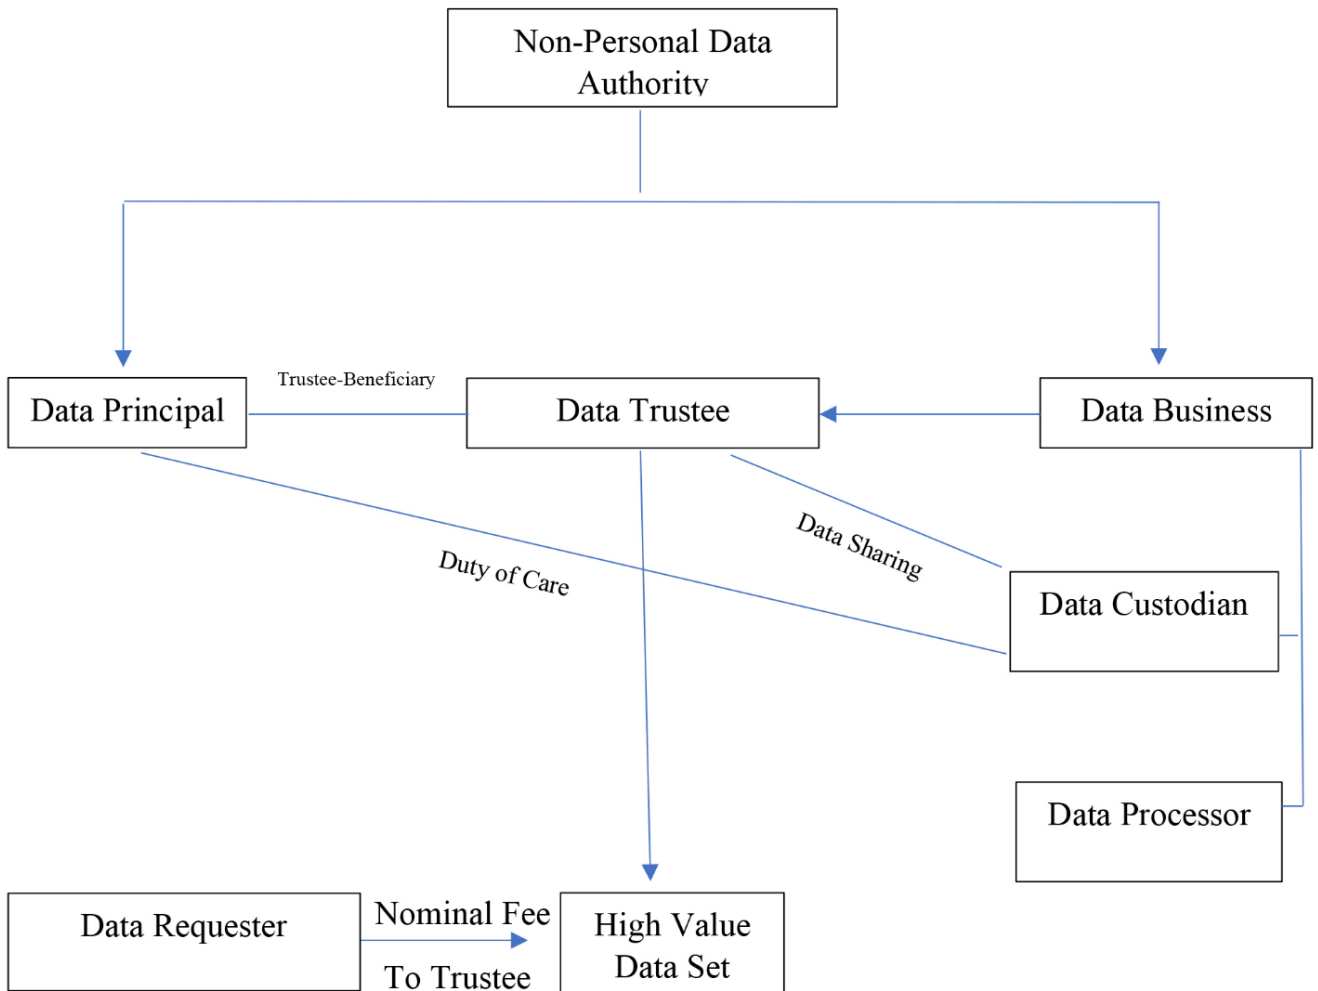 Non-Personal Data
Authority
Trustee-Beneficiary
Data Principal
Data Trustee
Data Business
Data Sharing
Duty of Care
Data Custodian
Data Processor
Data Requester
Nominal Fee
To Trustee
High Value
Data Set